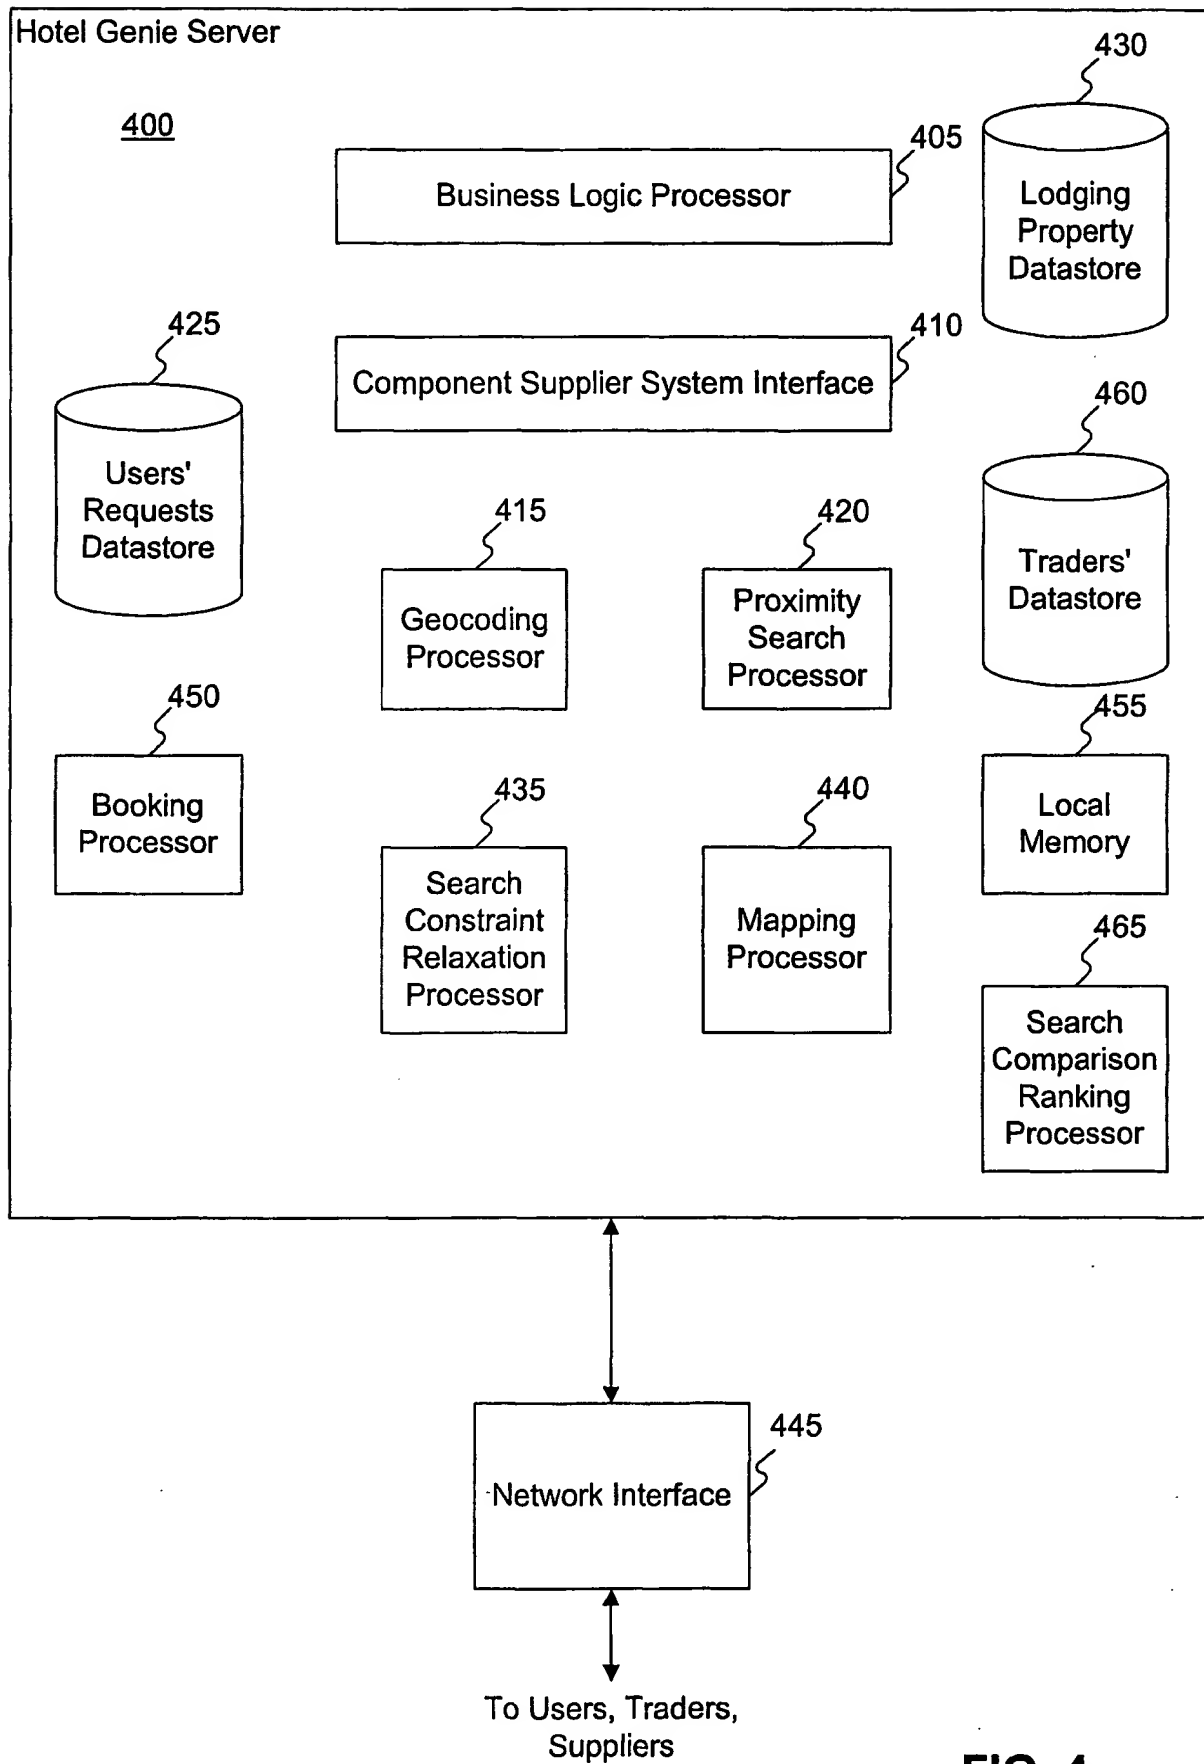 Hotel Genie Server
430
400
405
Business Logic Processor
Lodging
Property
Datastore
425
410
Component Supplier System Interface
460
Users'
Requests
Datastore
415
420
Traders'
Datastore
Geocoding
Processor
Proximity
Search
Processor
450
455
Booking
Processor
435
440
Local
Memory
Search
Constraint
Relaxation
Processor
Mapping
Processor
465
Search
Comparison
Ranking
Processor
445
Network Interface
To Users, Traders,
Suppliers
FIG. 4